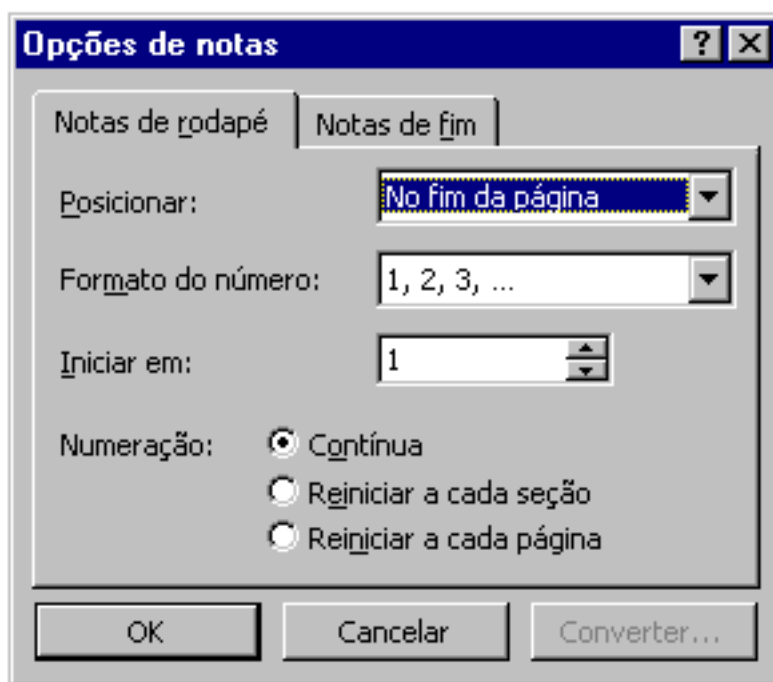 Opções de notas
Notas de rodapé
Notas de fim
Posicionar: No fim da página
Formato do número: 1, 2, 3, ...
Iniciar em: 1
Numeração: Contínua
Reiniciar a cada seção
Reiniciar a cada página
OK Cancelar Converter...